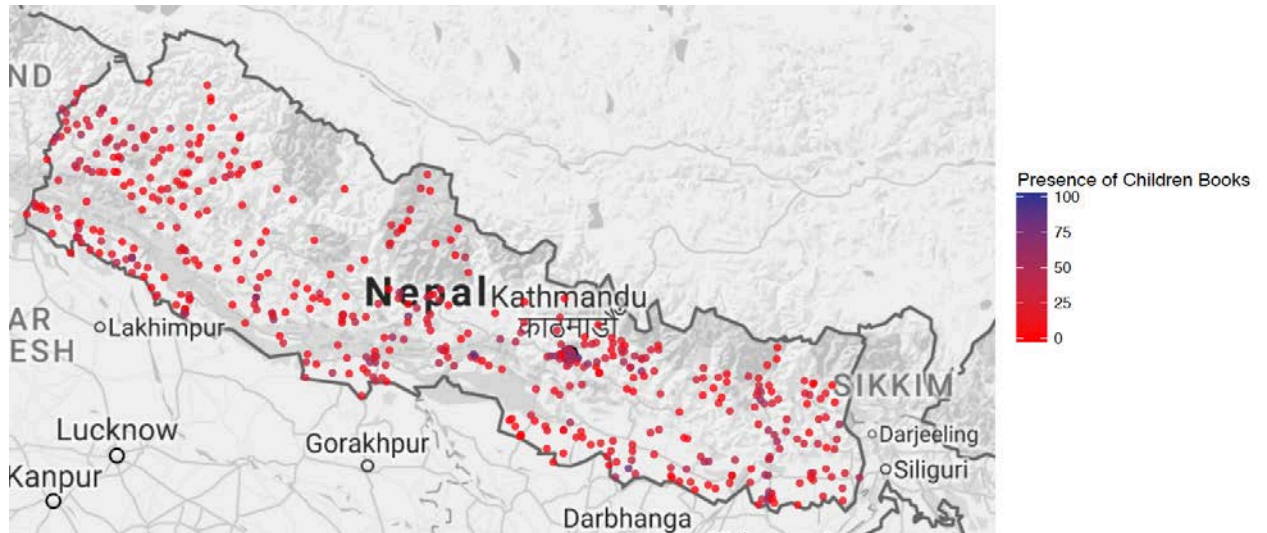 ND
Nepal
Kathmandu
काठमाडौं
AR
ESH
Lakhimpur
Lucknow
Kanpur
Gorakhpur
Darbhanga
SIKKIM
Darjeeling
Siliguri
Presence of Children Books
100
75
50
25
0